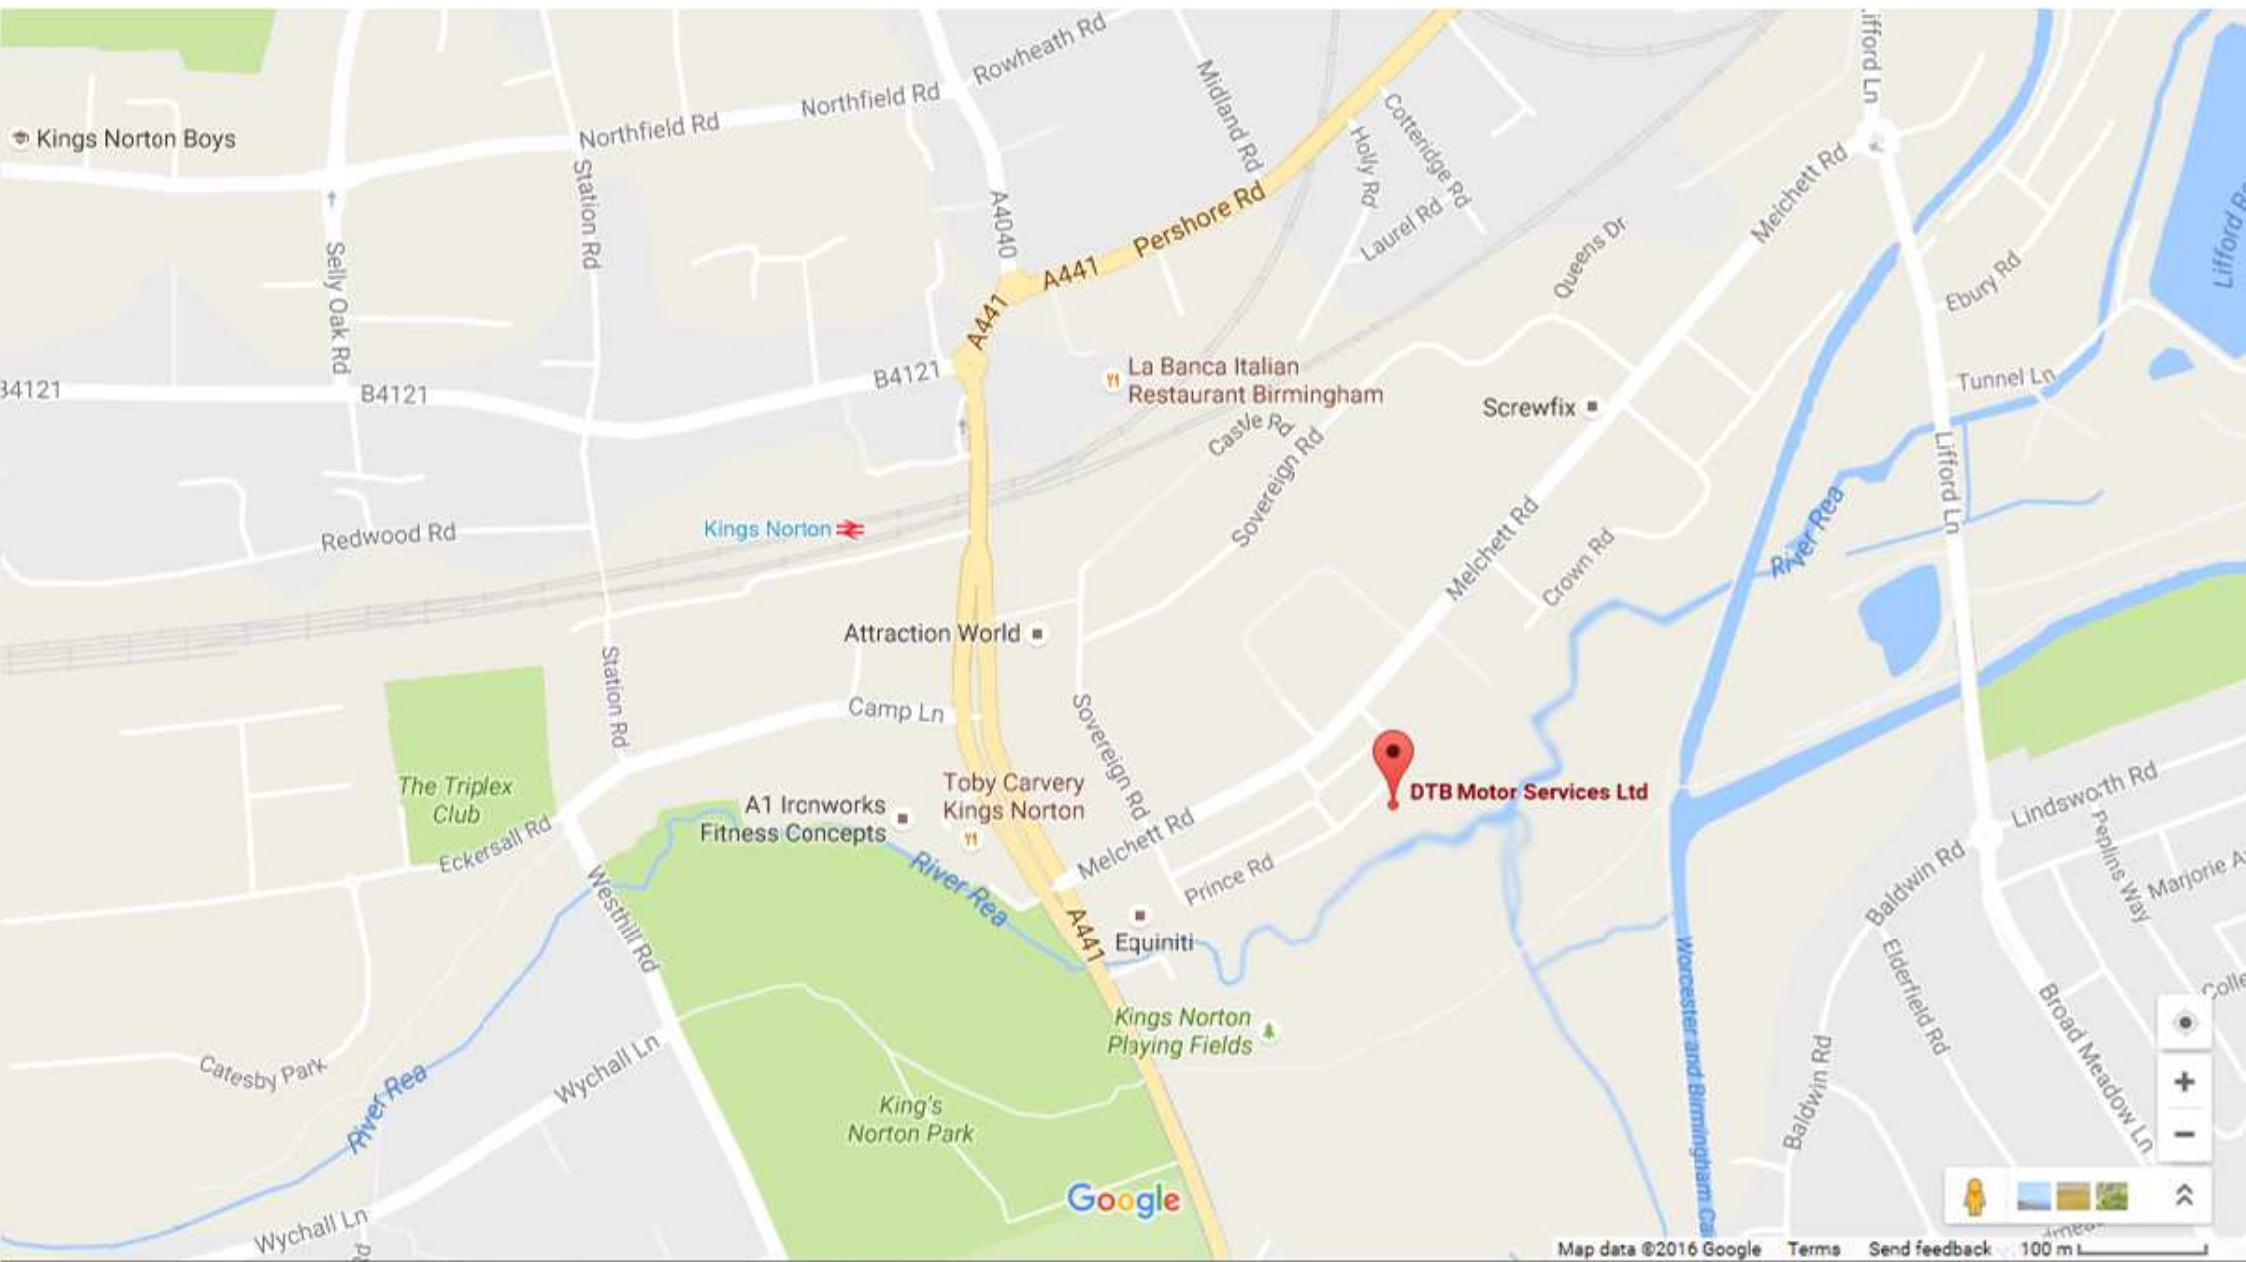 Rowheath Rd
Lifford Ln
Northfield Rd
Northfield Rd
Kings Norton Boys
Midland Rd
Holly Rd
Cotteridge Rd
Station Rd
Selly Oak Rd
A4040
Pershore Rd
A441
A441
Laurel Rd
Queens Dr
Melchett Rd
Ebury Rd
B4121
B4121
La Banca Italian
Restaurant Birmingham
Castle Rd
Sovereign Rd
Screwfix
Tunnel Ln
Lifford Ln
Redwood Rd
Kings Norton
Melchett Rd
Crown Rd
River Rea
Attraction World
Station Rd
Camp Ln
Sovereign Rd
The Triplex
Club
Toby Carvery
Kings Norton
A1 Ironworks
Fitness Concepts
DTB Motor Services Ltd
Lindsworth Rd
Eckersall Rd
Melchett Rd
Prince Rd
River Rea
Westhill Rd
A441
Equiniti
Baldwin Rd
Peplins Way
Elderfield Rd
Broad Meadow Ln
Worcester and Birmingham
Kings Norton
Playing Fields
Catesby Park
River Rea
Wychall Ln
King's
Norton Park
Baldwin Rd
Wychall Ln
Google
Map data ©2016 Google Terms Send feedback 100 m